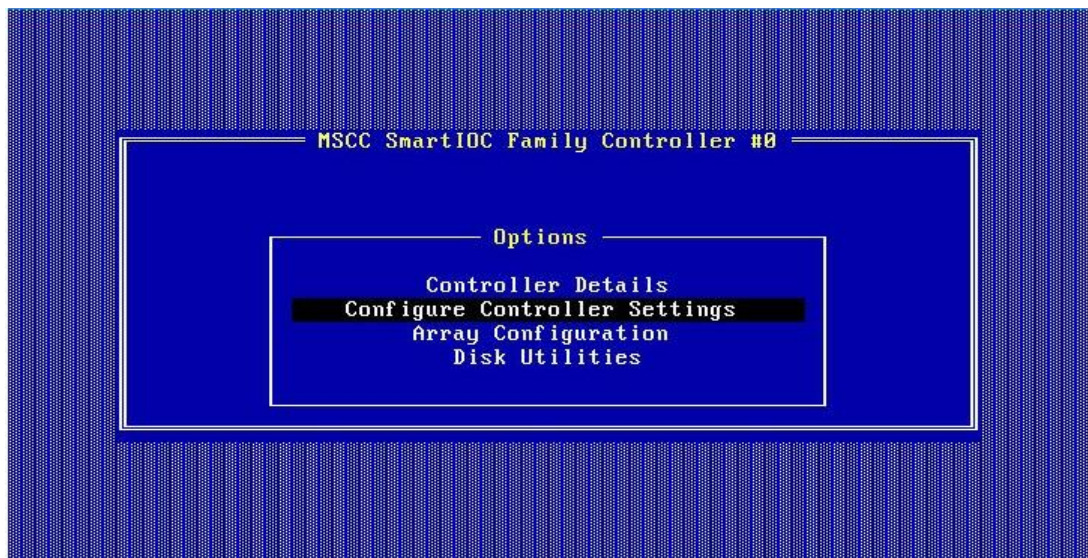 MSCC SmartIOC Family Controller #0
Options
Controller Details
Configure Controller Settings
Array Configuration
Disk Utilities